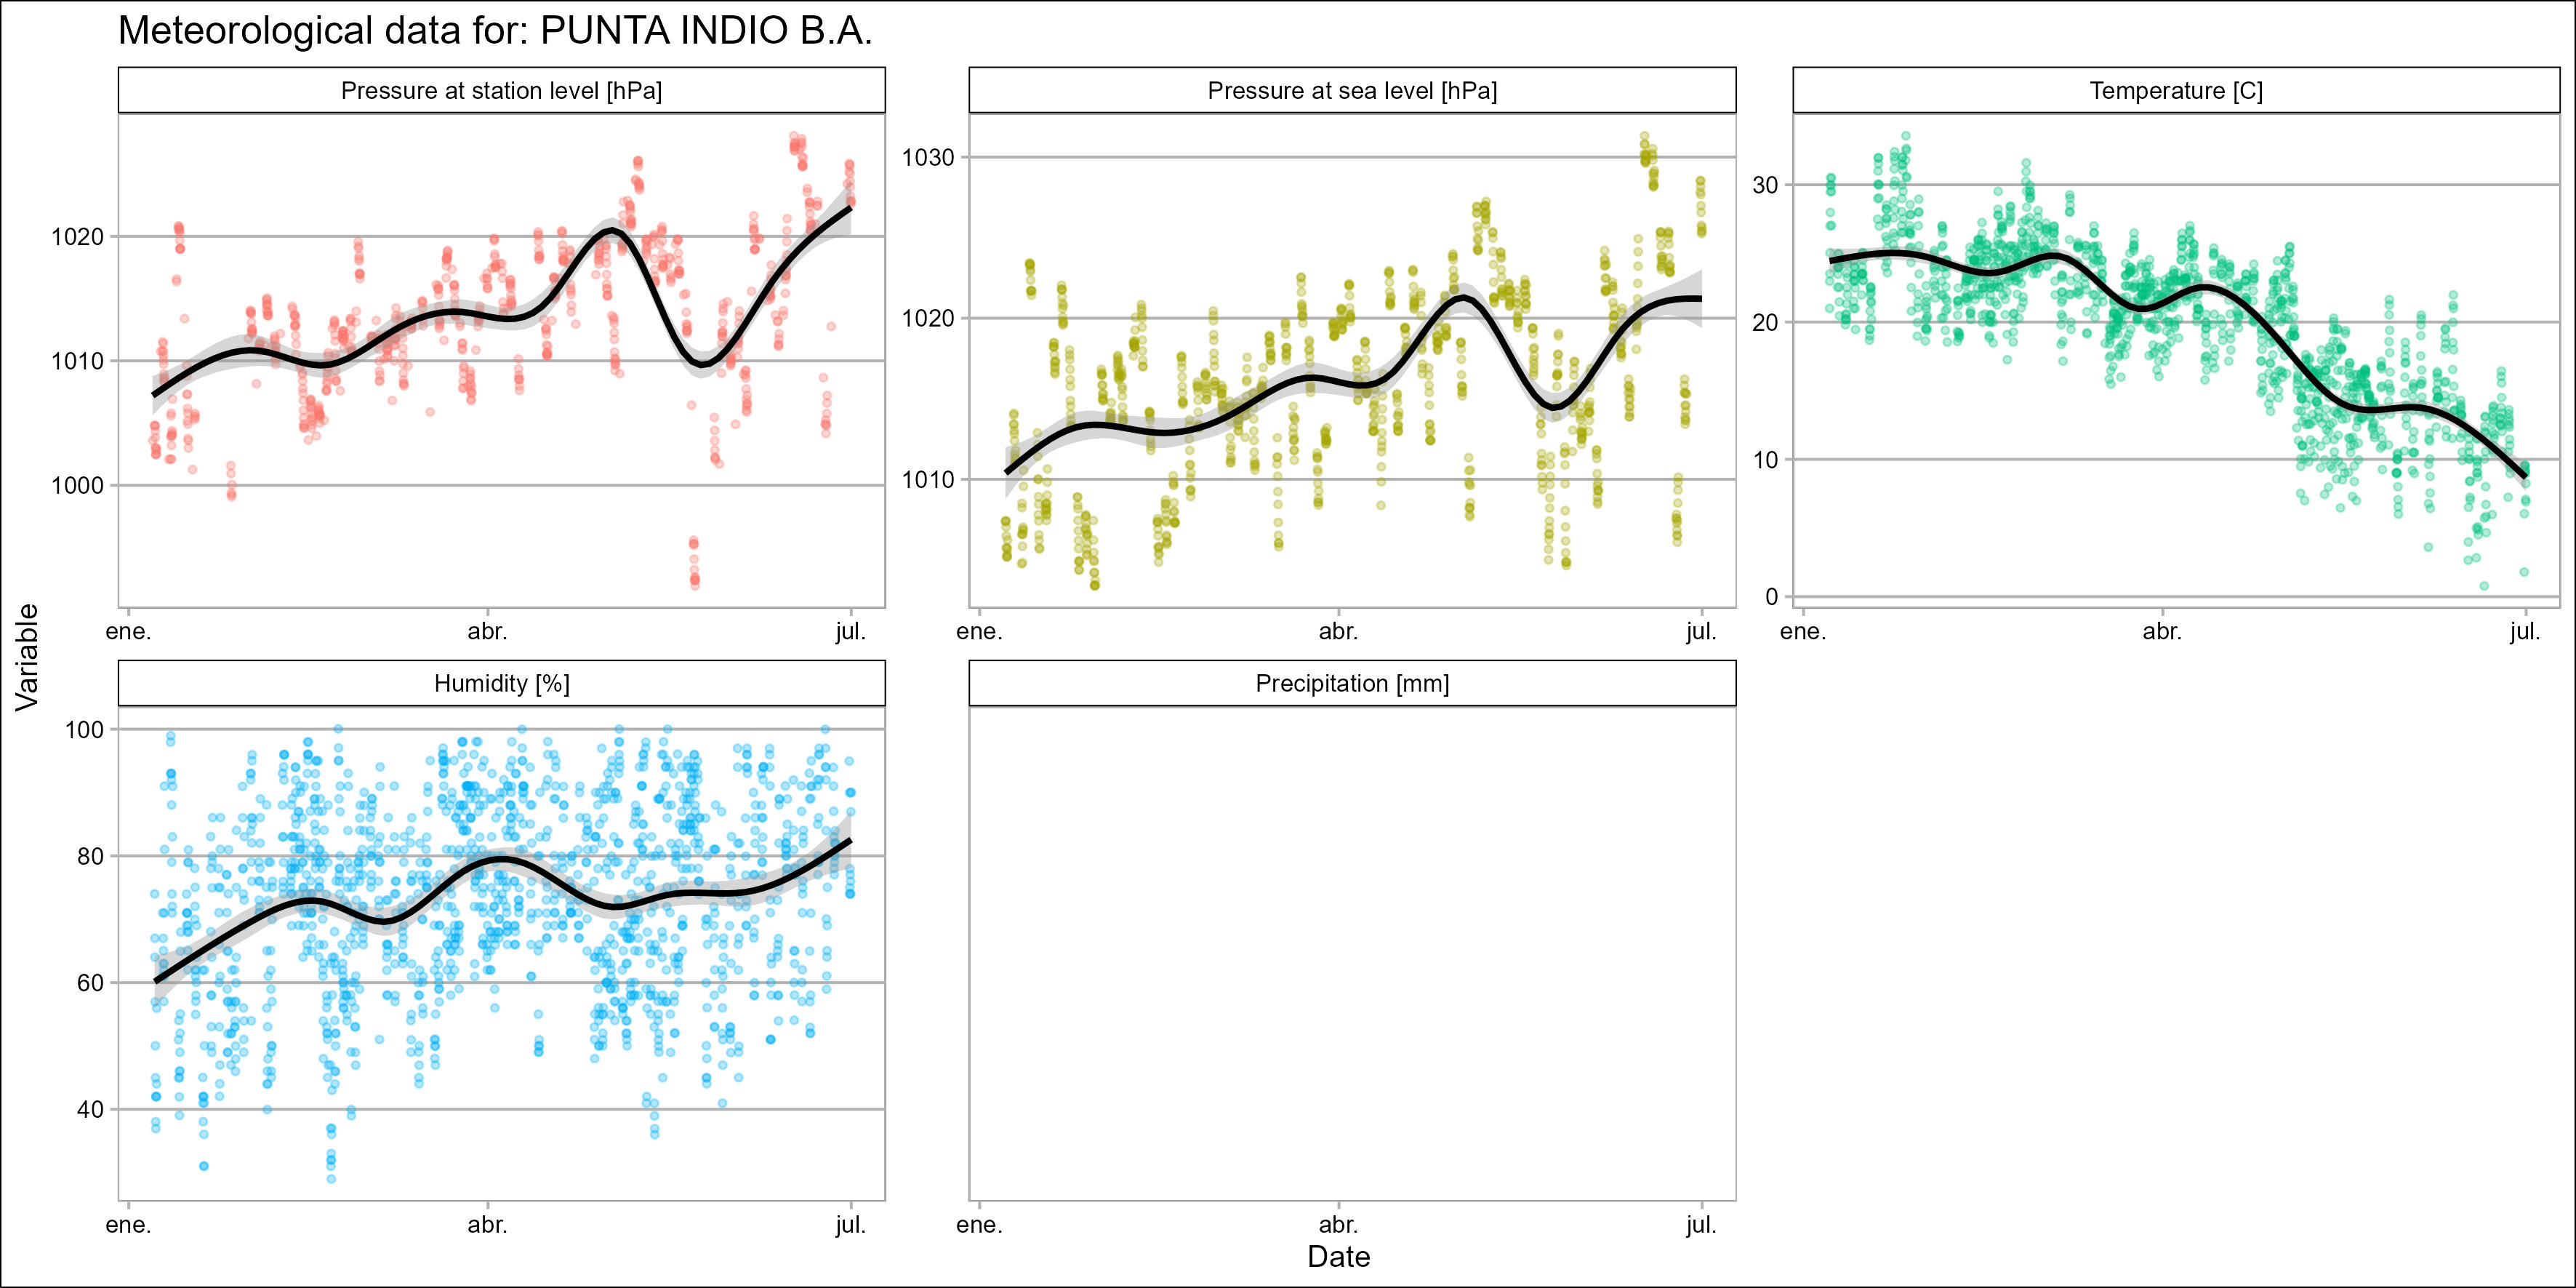 Meteorological data for: PUNTA INDIO B.A.
Pressure at station level [hPa]
Pressure at sea level [hPa]
Temperature [C]
1020
1010
1000
1030
1020
1010
30
20
10
0
ene.
abr.
jul.
ene.
abr.
jul.
ene.
abr.
jul.
Variable
Humidity [%]
Precipitation [mm]
100
80
60
40
ene.
abr.
jul.
ene.
abr.
jul.
Date